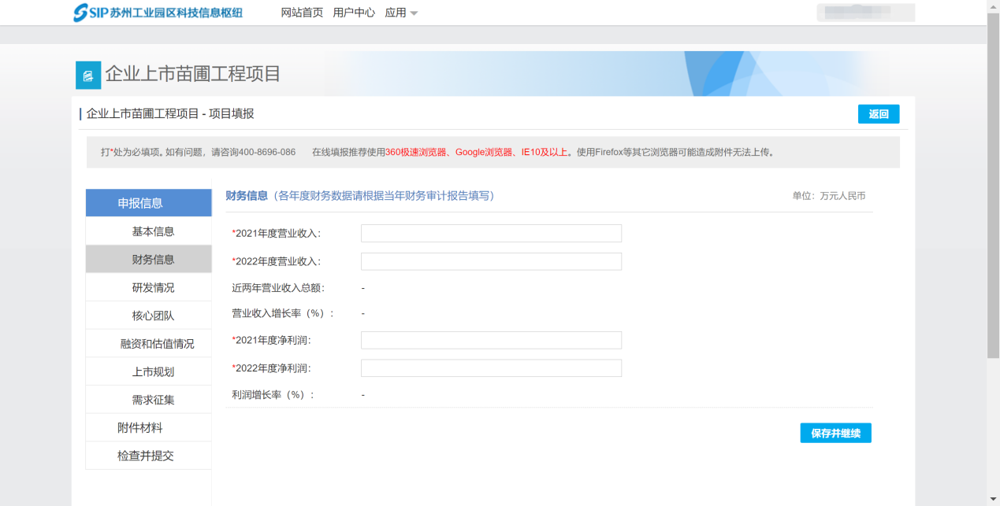 SIP苏州工业园区科技信息枢纽 网站首页 用户中心 应用
企业上市苗圃工程项目
企业上市苗圃工程项目 - 项目填报 返回
打*处为必填项。如有问题，请咨询400-8696-086 在线填报推荐使用360极速浏览器、Google浏览器、IE10及以上。使用Firefox等其它浏览器可能造成附件无法上传。
申报信息
基本信息
财务信息
研发情况
核心团队
融资和估值情况
上市规划
需求征集
附件材料
检查并提交
财务信息（各年度财务数据请根据当年财务审计报告填写） 单位：万元人民币
*2021年度营业收入：
*2022年度营业收入：
近两年营业收入总额： -
营业收入增长率（%）： -
*2021年度净利润：
*2022年度净利润：
利润增长率（%）： -
保存并继续